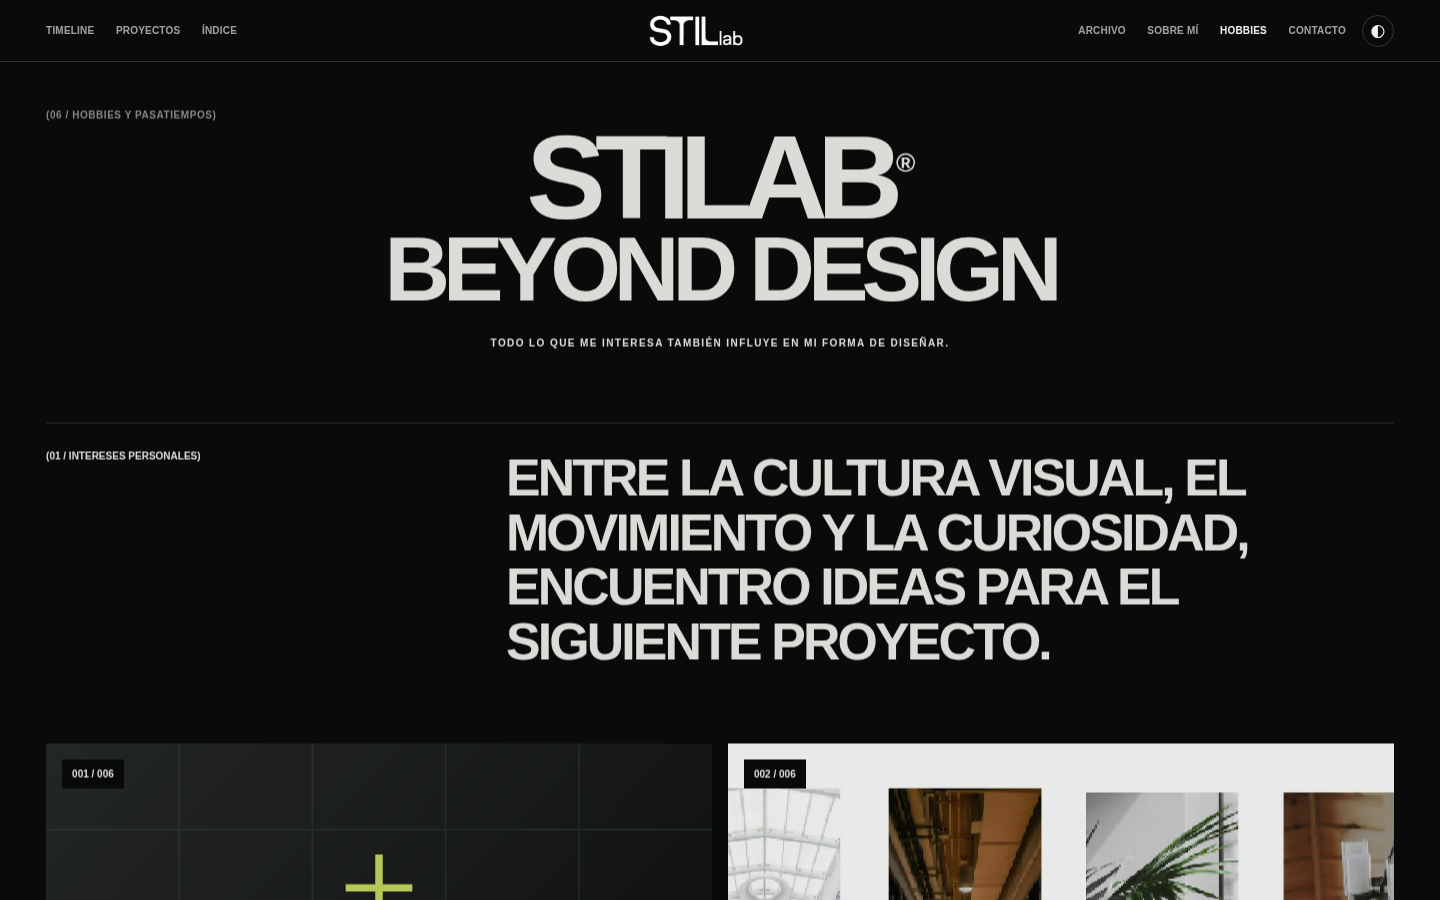 TIMELINE PROYECTOS ÍNDICE STILlab ARCHIVO SOBRE MÍ HOBBIES CONTACTO
(06 / HOBBIES Y PASATIEMPOS)
STILAB®
BEYOND DESIGN
TODO LO QUE ME INTERESA TAMBIÉN INFLUYE EN MI FORMA DE DISEÑAR.
(01 / INTERESES PERSONALES)
ENTRE LA CULTURA VISUAL, EL
MOVIMIENTO Y LA CURIOSIDAD,
ENCUENTRO IDEAS PARA EL
SIGUIENTE PROYECTO.
001 / 006
002 / 006